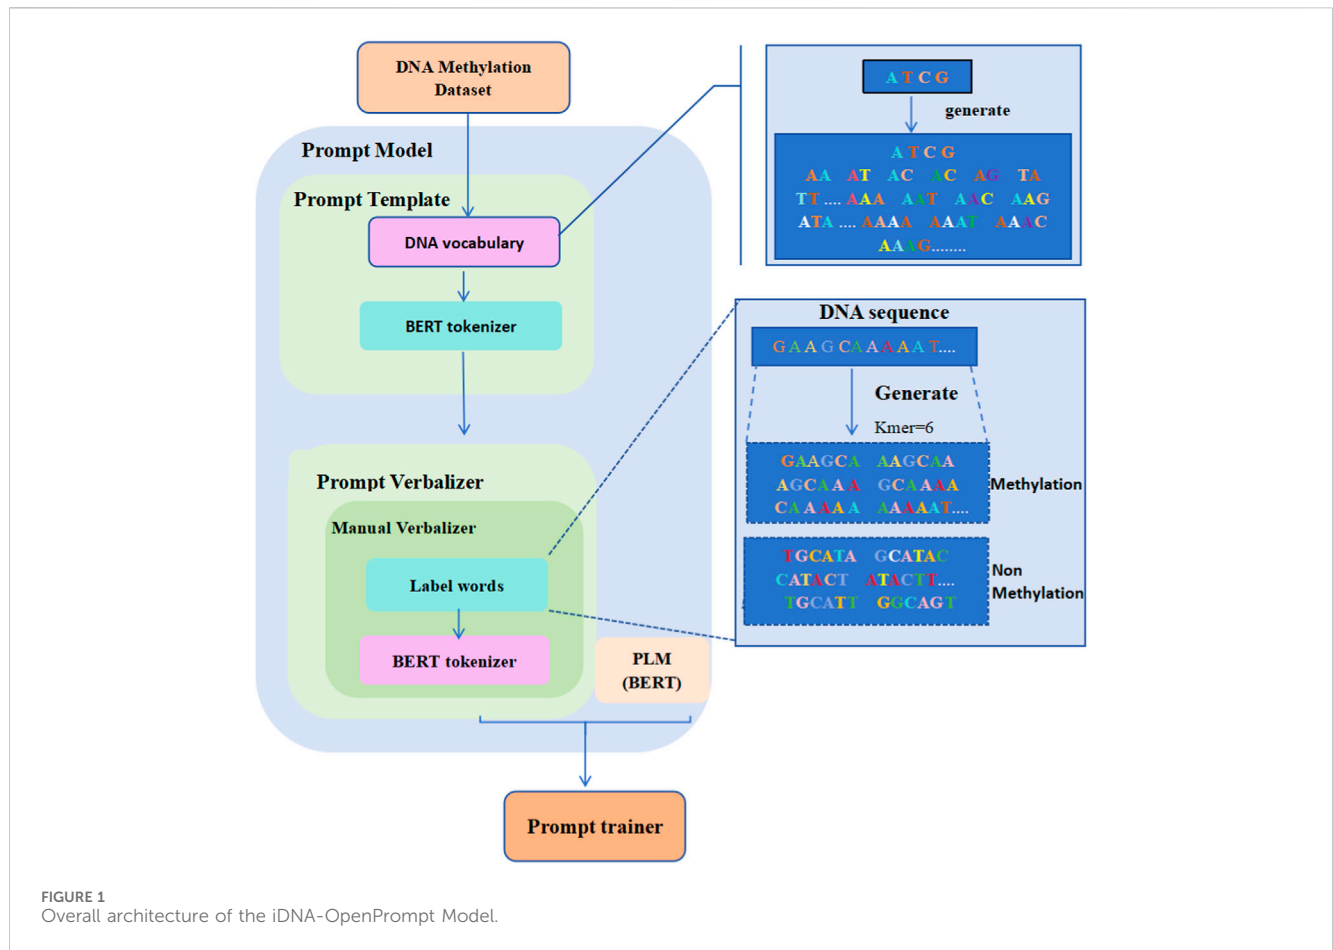 DNA Methylation
Dataset
Prompt Model
Prompt Template
DNA vocabulary
BERT tokenizer
Prompt Verbalizer
Manual Verbalizer
Label words
BERT tokenizer
PLM
(BERT)
Prompt trainer
A T C G
generate
A T C G
AA AT AC AC AG TA
TT .... AAA AAT AAC AAG
ATA .... AAAA AAAT AAAC
AAAG........
DNA sequence
G A A G C A A A A A T....
Generate
Kmer=6
GAAGCA AAGCAA
AGCAAA GCAAAA
CAAAAA AAAAAT....
Methylation
TGCATA GCATAC
CATACT ATACTT....
TGCATT GGCAGT
Non
Methylation
FIGURE 1
Overall architecture of the iDNA-OpenPrompt Model.